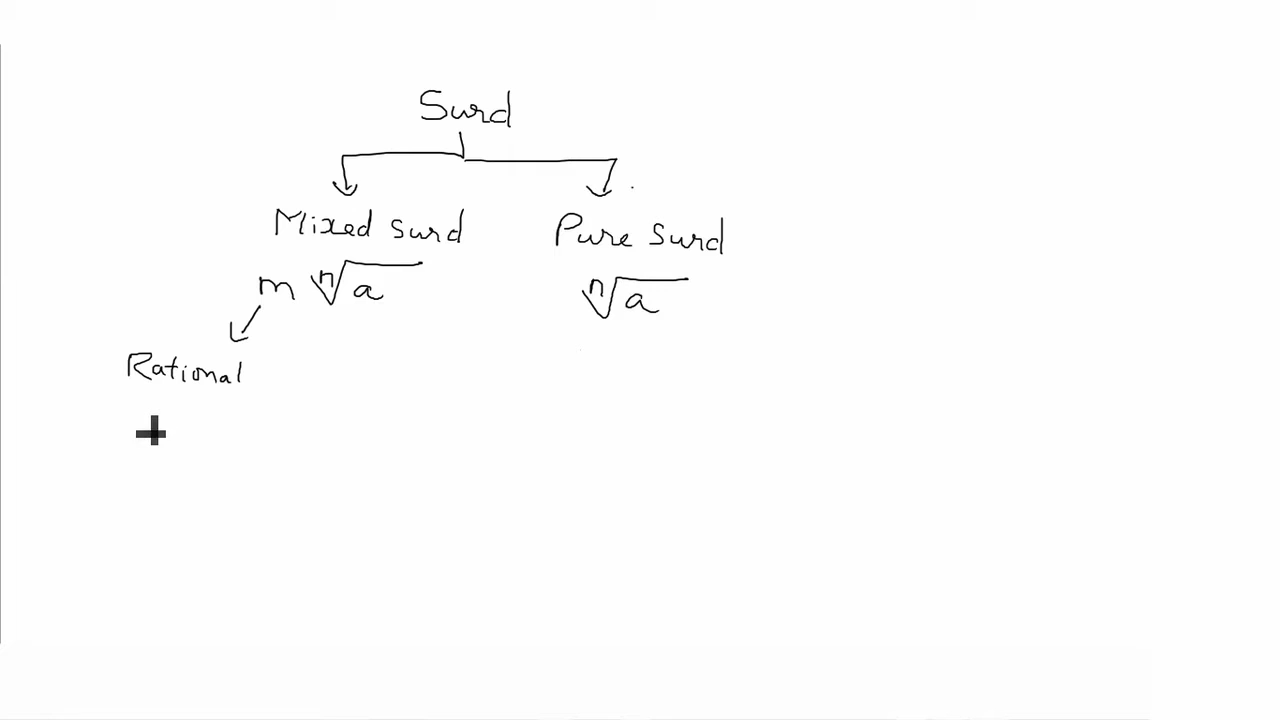 Surd
Mixed Surd Pure Surd
m ⁿ√a ⁿ√a
Rational